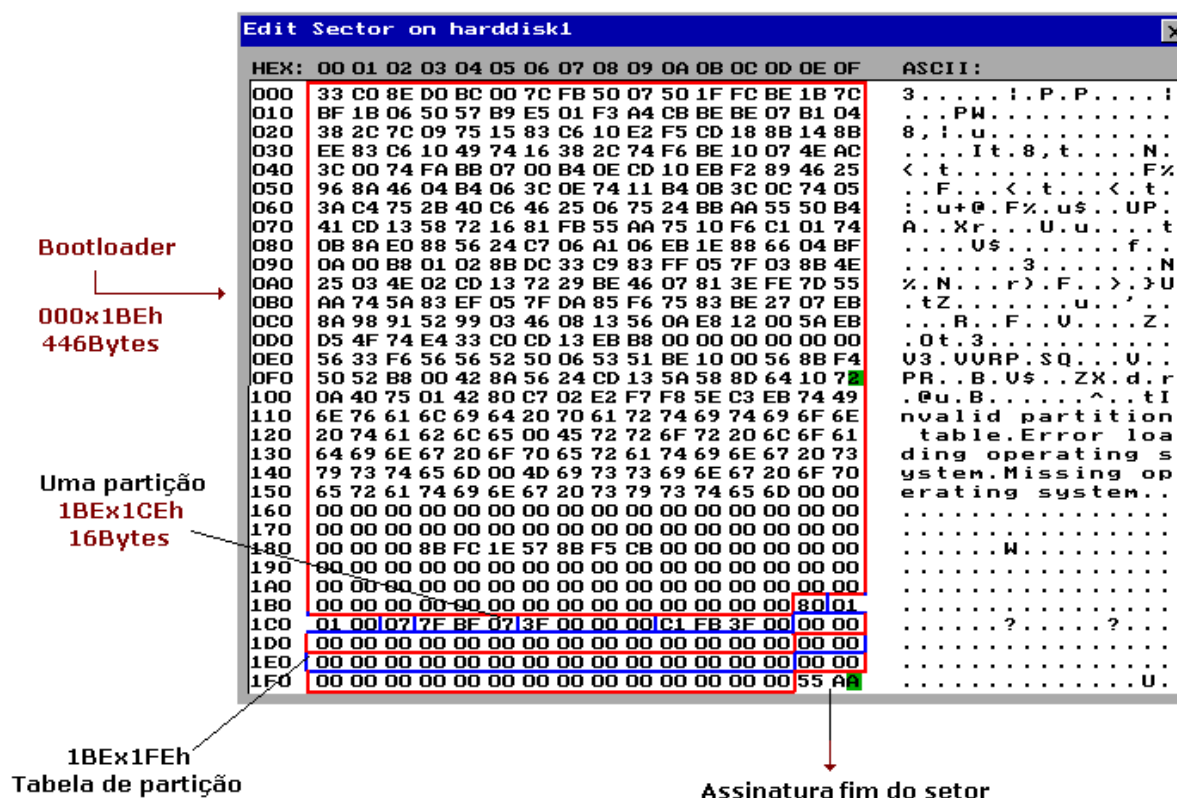 Edit Sector on harddisk1
HEX: 00 01 02 03 04 05 06 07 08 09 0A 0B 0C 0D 0E 0F ASCII:
000 33 C0 8E D0 BC 00 7C FB 50 07 50 1F FC BE 1B 7C 3.....|.P.P....|
010 BF 1B 06 50 57 B9 E5 01 F3 A4 CB BE BE 07 B1 04 ...PW...........
020 38 2C 7C 09 75 15 83 C6 10 E2 F5 CD 18 8B 14 8B 8,|.u...........
030 EE 83 C6 10 49 74 16 38 2C 74 F6 BE 10 07 4E AC ....It.8,t....N.
040 3C 00 74 FA BB 07 00 B4 0E CD 10 EB F2 89 46 25 <.t...........F%
050 96 8A 46 04 B4 06 3C 0E 74 11 B4 0B 3C 0C 74 05 ..F...<.t...<.t.
060 3A C4 75 2B 40 C6 46 25 06 75 24 BB AA 55 50 B4 :.u+@.F%.u$..UP.
070 41 CD 13 58 72 16 81 FB 55 AA 75 10 F6 C1 01 74 A..Xr...U.u....t
080 0B 8A E0 88 56 24 C7 06 A1 06 EB 1E 88 66 04 BF ....V$.......f..
090 0A 00 B8 01 02 8B DC 33 C9 83 FF 05 7F 03 8B 4E .......3.......N
0A0 25 03 4E 02 CD 13 72 29 BE 46 07 81 3E FE 7D 55 %.N...r).F..>.}U
0B0 AA 74 5A 83 EF 05 7F DA 85 F6 75 83 BE 27 07 EB .tZ.......u..'..
0C0 8A 98 91 52 99 03 46 08 13 56 0A E8 12 00 5A EB ...R..F..V....Z.
0D0 D5 4F 74 E4 33 C0 CD 13 EB B8 00 00 00 00 00 00 .Ot.3...........
0E0 56 33 F6 56 56 52 50 06 53 51 BE 10 00 56 8B F4 V3.VVRP.SQ...V..
0F0 50 52 B8 00 42 8A 56 24 CD 13 5A 58 8D 64 10 72 PR..B.V$..ZX.d.r
100 0A 40 75 01 42 80 C7 02 E2 F7 F8 5E C3 EB 74 49 .@u.B......^..tI
110 6E 76 61 6C 69 64 20 70 61 72 74 69 74 69 6F 6E nvalid partition
120 20 74 61 62 6C 65 00 45 72 72 6F 72 20 6C 6F 61 table.Error loa
130 64 69 6E 67 20 6F 70 65 72 61 74 69 6E 67 20 73 ding operating s
140 79 73 74 65 6D 00 4D 69 73 73 69 6E 67 20 6F 70 ystem.Missing op
150 65 72 61 74 69 6E 67 20 73 79 73 74 65 6D 00 00 erating system..
160 00 00 00 00 00 00 00 00 00 00 00 00 00 00 00 00 ................
170 00 00 00 00 00 00 00 00 00 00 00 00 00 00 00 00 ................
180 00 00 00 8B FC 1E 57 8B F5 CB 00 00 00 00 00 00 ......W.........
190 00 00 00 00 00 00 00 00 00 00 00 00 00 00 00 00 ................
1A0 00 00 00 00 00 00 00 00 00 00 00 00 00 00 00 00 ................
1B0 00 00 00 00 00 00 00 00 00 00 00 00 00 00 80 01 ................
1C0 01 00 07 7F BF 07 3F 00 00 00 C1 FB 3F 00 00 00 ......?.....?...
1D0 00 00 00 00 00 00 00 00 00 00 00 00 00 00 00 00 ................
1E0 00 00 00 00 00 00 00 00 00 00 00 00 00 00 00 00 ................
1F0 00 00 00 00 00 00 00 00 00 00 00 00 00 00 55 AA ..............U.
Bootloader
000x1BEh
446Bytes
Uma partição
1BEx1CEh
16Bytes
1BEx1FEh
Tabela de partição
Assinatura fim do setor